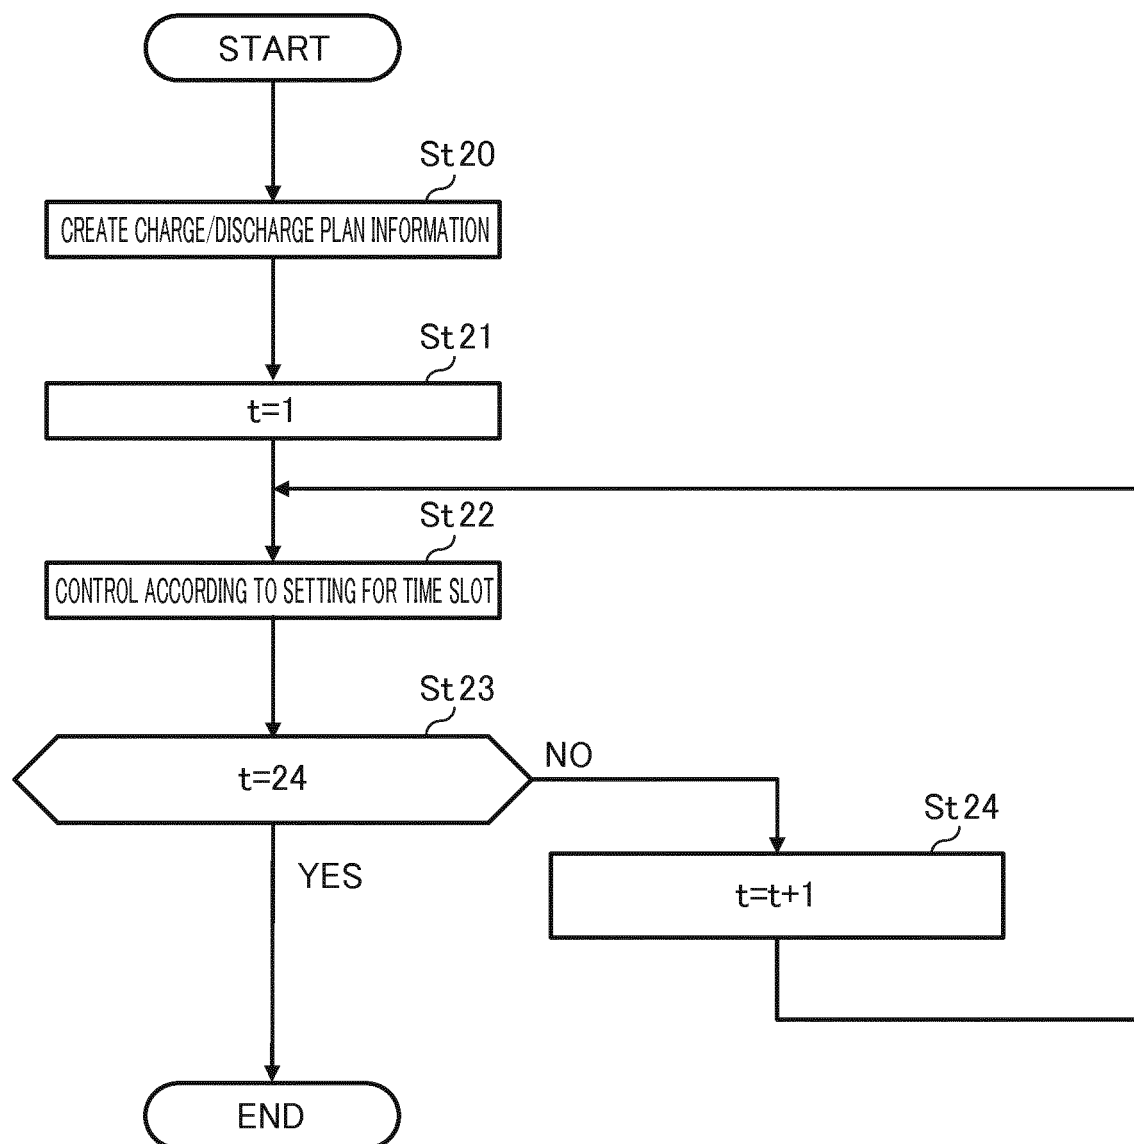 START
St20
CREATE CHARGE/DISCHARGE PLAN INFORMATION
St21
t=1
St22
CONTROL ACCORDING TO SETTING FOR TIME SLOT
St23
t=24
NO
YES
St24
t=t+1
END